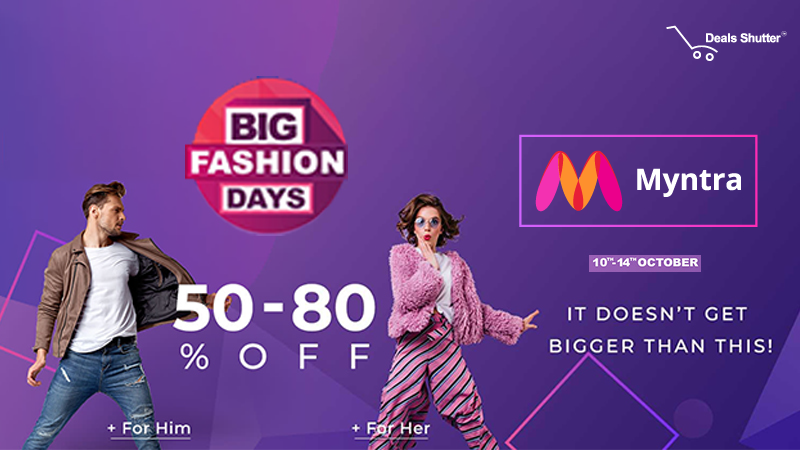 Deals Shutter™
BIG
FASHION
DAYS
Myntra
10TH-14TH OCTOBER
50-80
% OFF
IT DOESN'T GET
BIGGER THAN THIS!
+ For Him
+ For Her